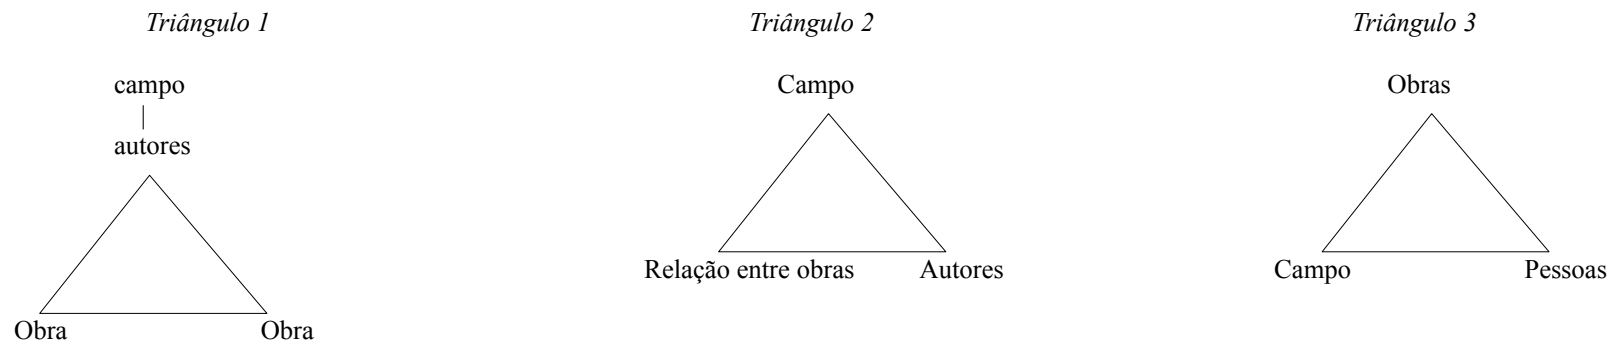 Triângulo 1
campo
autores
Obra
Obra
Triângulo 2
Campo
Relação entre obras
Autores
Triângulo 3
Obras
Campo
Pessoas